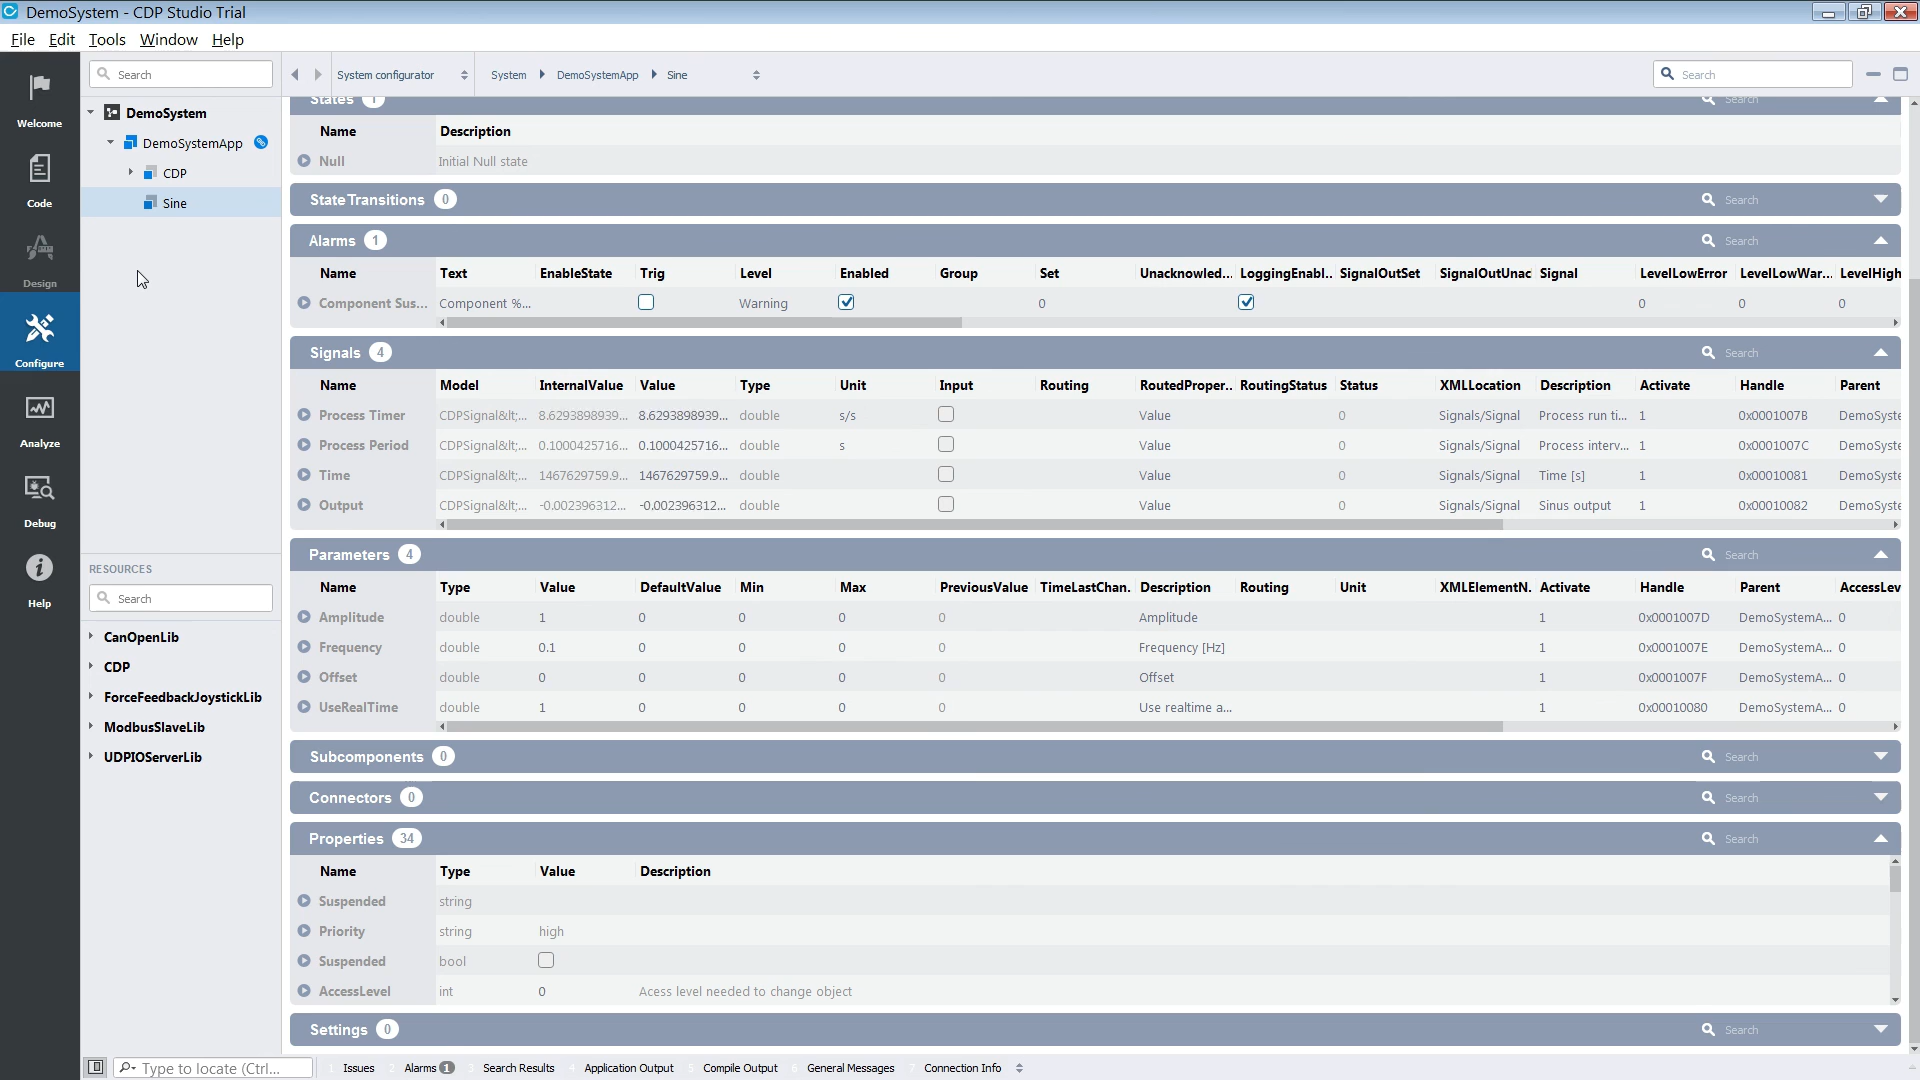 DemoSystem - CDP Studio Trial
File Edit Tools Window Help
Search
System configurator System DemoSystemApp Sine
Search
Welcome
Code
Design
Configure
Analyze
Debug
Help
DemoSystem
DemoSystemApp
CDP
Sine
RESOURCES
Search
CanOpenLib
CDP
ForceFeedbackJoystickLib
ModbusSlaveLib
UDPIOServerLib
States 1 Search
Name Description
Null Initial Null state
StateTransitions 0 Search
Alarms 1 Search
Name Text EnableState Trig Level Enabled Group Set Unacknowled... LoggingEnabl... SignalOutSet SignalOutUnac Signal LevelLowError LevelLowWar... LevelHigh
Component Sus... Component %... Warning 0 0 0 0
Signals 4 Search
Name Model InternalValue Value Type Unit Input Routing RoutedProper... RoutingStatus Status XMLLocation Description Activate Handle Parent
Process Timer CDPSignal&lt;... 8.6293898939... 8.6293898939... double s/s Value 0 Signals/Signal Process run ti... 1 0x0001007B DemoSyste
Process Period CDPSignal&lt;... 0.1000425716... 0.1000425716... double s Value 0 Signals/Signal Process interv... 1 0x0001007C DemoSyste
Time CDPSignal&lt;... 1467629759.9... 1467629759.9... double Value 0 Signals/Signal Time [s] 1 0x00010081 DemoSyste
Output CDPSignal&lt;... -0.002396312... -0.002396312... double Value 0 Signals/Signal Sinus output 1 0x00010082 DemoSyste
Parameters 4 Search
Name Type Value DefaultValue Min Max PreviousValue TimeLastChan. Description Routing Unit XMLElementN. Activate Handle Parent AccessLev
Amplitude double 1 0 0 0 0 Amplitude 1 0x0001007D DemoSystemA... 0
Frequency double 0.1 0 0 0 0 Frequency [Hz] 1 0x0001007E DemoSystemA... 0
Offset double 0 0 0 0 0 Offset 1 0x0001007F DemoSystemA... 0
UseRealTime double 1 0 0 0 0 Use realtime a... 1 0x00010080 DemoSystemA... 0
Subcomponents 0 Search
Connectors 0 Search
Properties 34 Search
Name Type Value Description
Suspended string
Priority string high
Suspended bool
AccessLevel int 0 Acess level needed to change object
Settings 0 Search
Type to locate (Ctrl... 1 Issues 2 Alarms 1 3 Search Results 4 Application Output 5 Compile Output 6 General Messages 7 Connection Info